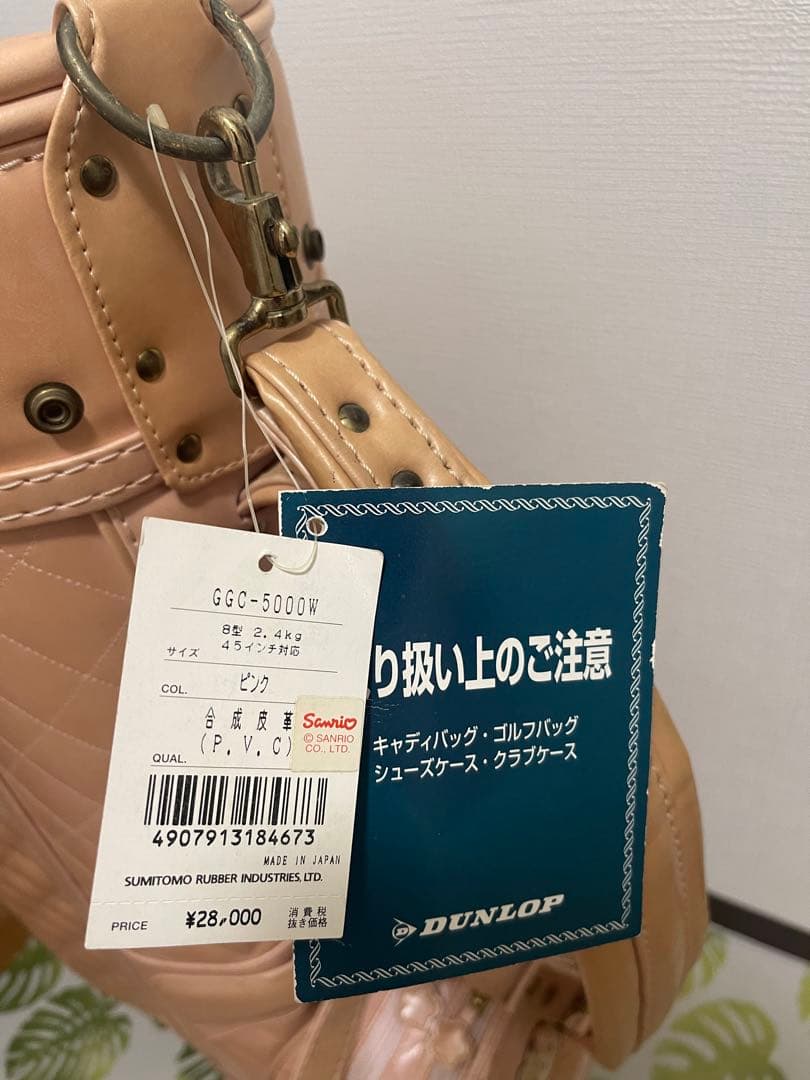 GGC-5000W
8型 2.4kg
サイズ 45インチ対応
COL. ピンク
合成皮革
QUAL. (P.V.C)
Sanrio
© SANRIO
CO., LTD.
4907913184673
MADE IN JAPAN
SUMITOMO RUBBER INDUSTRIES, LTD.
PRICE ¥28,000 消費税
抜き価格
り扱い上のご注意
キャディバッグ・ゴルフバッグ
シューズケース・クラブケース
DUNLOP